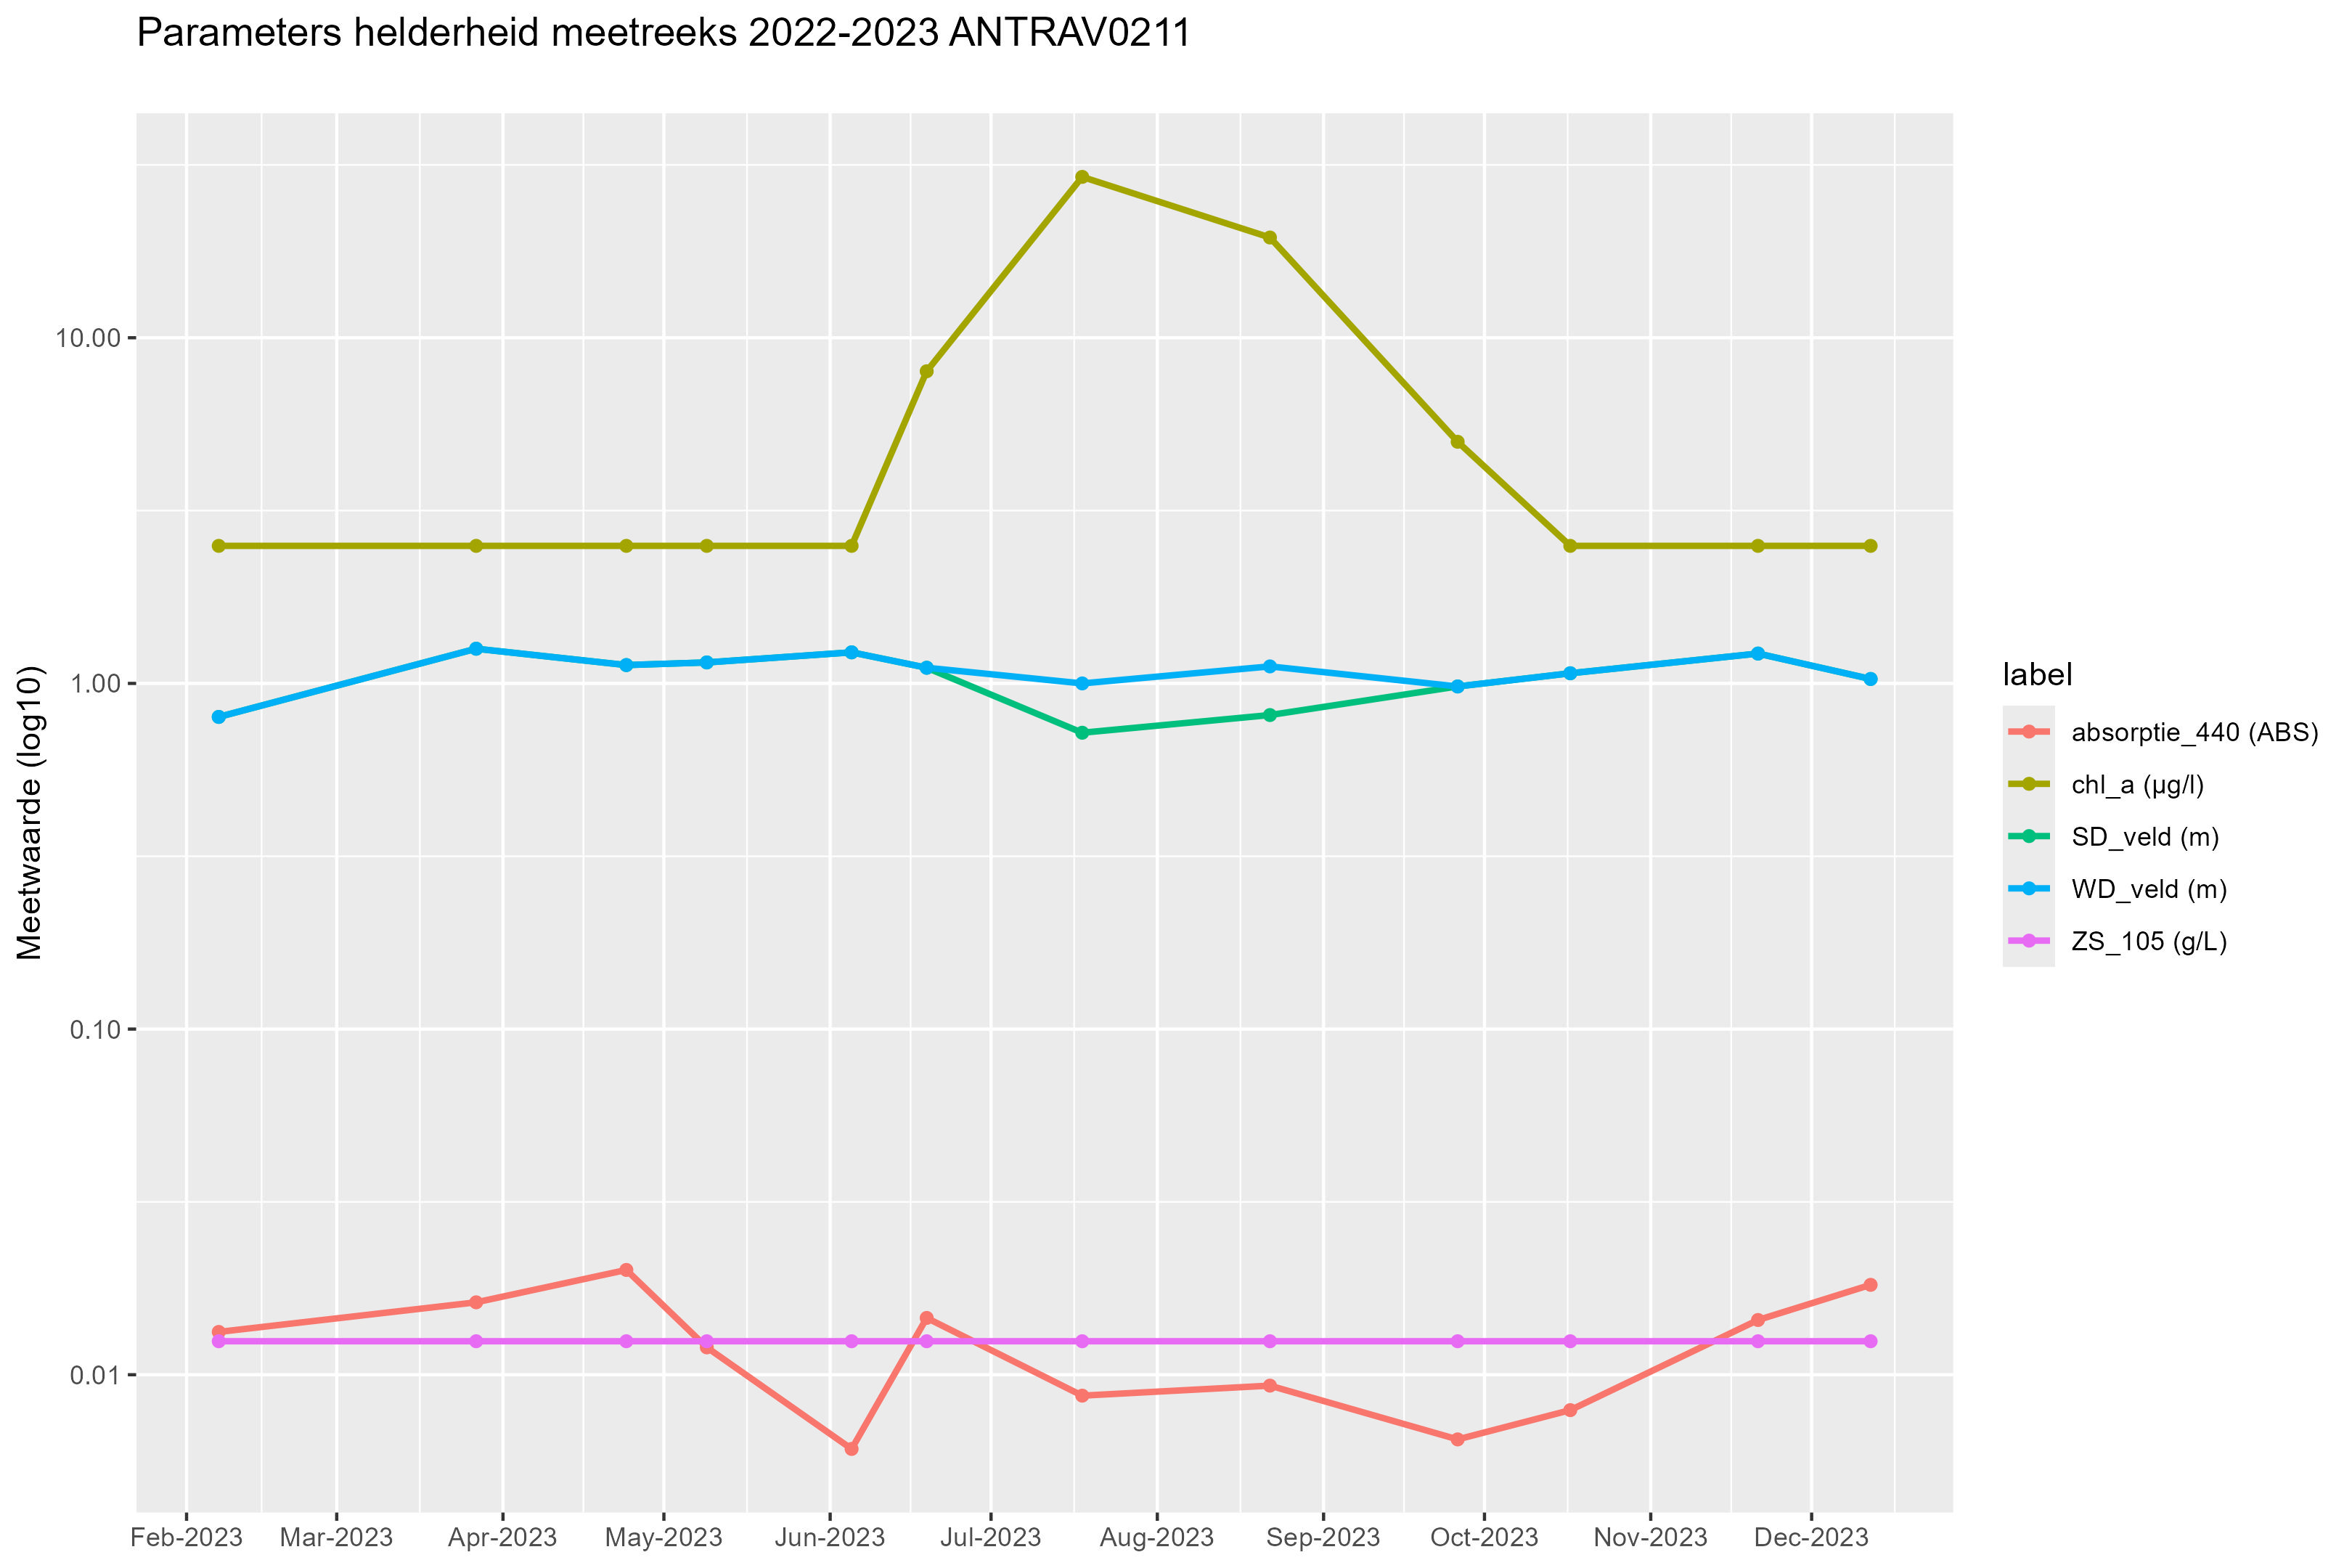 Parameters helderheid meetreeks 2022-2023 ANTRAV0211
Meetwaarde (log10)
10.00
1.00
0.10
0.01
Feb-2023 Mar-2023 Apr-2023 May-2023 Jun-2023 Jul-2023 Aug-2023 Sep-2023 Oct-2023 Nov-2023 Dec-2023
label
absorptie_440 (ABS)
chl_a (µg/l)
SD_veld (m)
WD_veld (m)
ZS_105 (g/L)